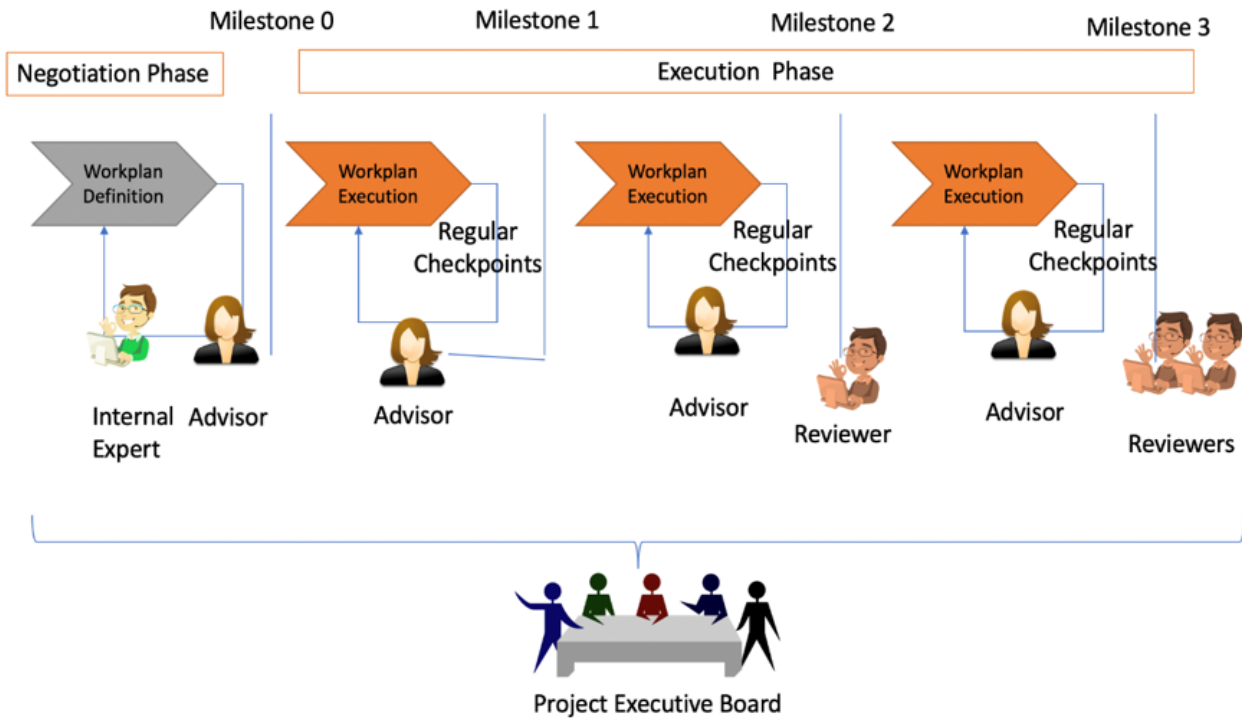 Milestone 0
Milestone 1
Milestone 2
Milestone 3
Negotiation Phase
Execution Phase
Workplan
Definition
Workplan
Execution
Workplan
Execution
Workplan
Execution
Regular
Checkpoints
Regular
Checkpoints
Regular
Checkpoints
Internal
Expert
Advisor
Advisor
Advisor
Reviewer
Advisor
Reviewers
Project Executive Board